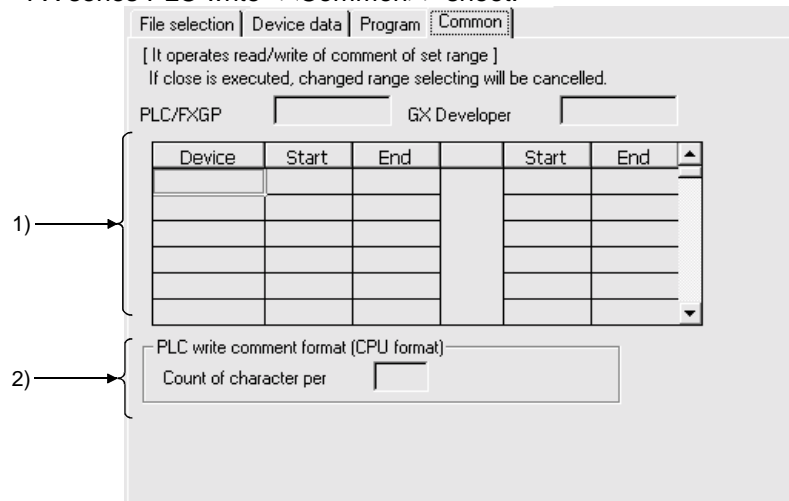 File selection Device data Program Common
[ It operates read/write of comment of set range ]
If close is executed, changed range selecting will be cancelled.
PLC/FXGP GX Developer
Device Start End Start End
1)
PLC write comment format (CPU format)
2) Count of character per